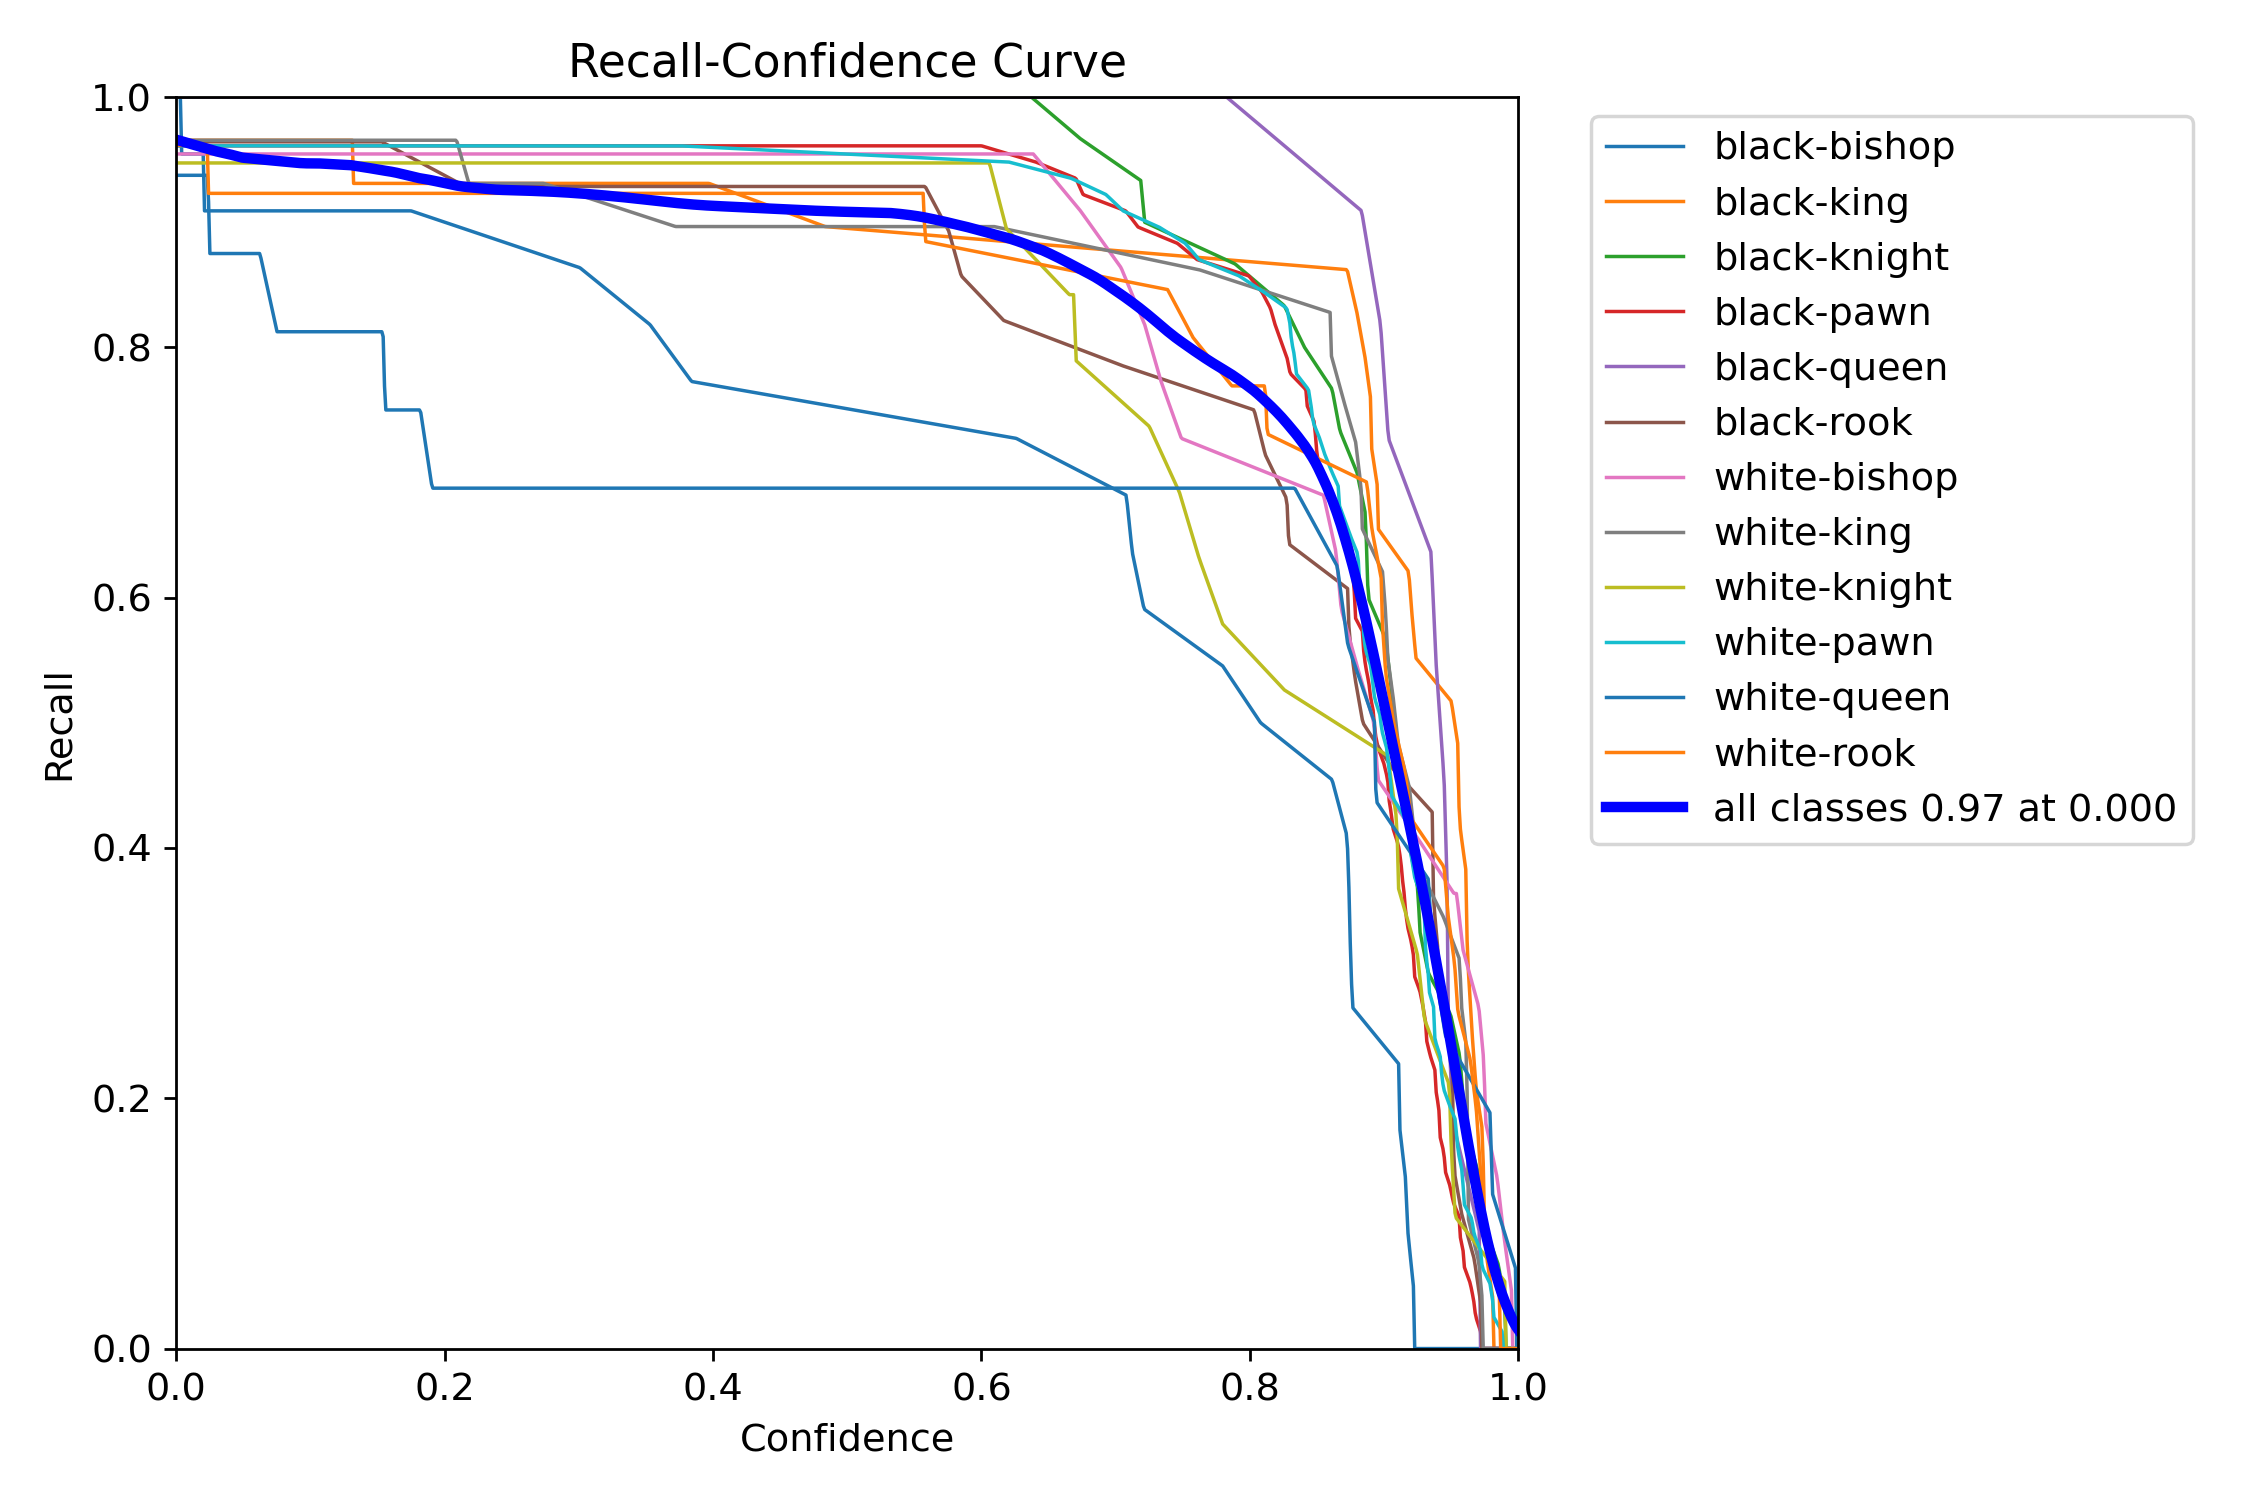 Recall-Confidence Curve
1.0
0.8
0.6
0.4
0.2
0.0
Recall
0.0 0.2 0.4 0.6 0.8 1.0
Confidence
black-bishop
black-king
black-knight
black-pawn
black-queen
black-rook
white-bishop
white-king
white-knight
white-pawn
white-queen
white-rook
all classes 0.97 at 0.000